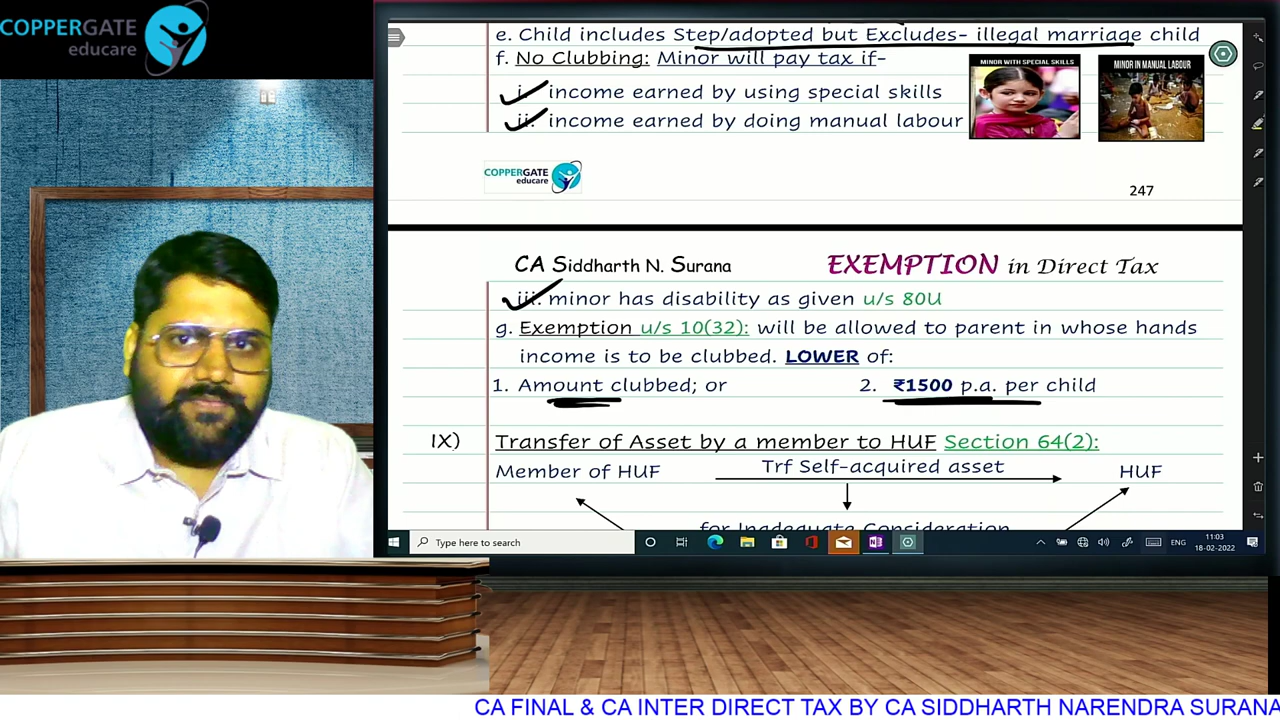 COPPERGATE
educare
e. Child includes Step/adopted but Excludes- illegal marriage child
f. No Clubbing: Minor will pay tax if-
i. income earned by using special skills
ii. income earned by doing manual labour
MINOR WITH SPECIAL SKILLS
MINOR IN MANUAL LABOUR
COPPERGATE
educare
247
CA Siddharth N. Surana
EXEMPTION in Direct Tax
iii. minor has disability as given u/s 80U
g. Exemption u/s 10(32): will be allowed to parent in whose hands
income is to be clubbed. LOWER of:
1. Amount clubbed; or
2. ₹1500 p.a. per child
IX) Transfer of Asset by a member to HUF Section 64(2):
Member of HUF
Trf Self-acquired asset
HUF
for Inadequate Consideration
Type here to search
ENG
11:03
18-02-2022
CA FINAL & CA INTER DIRECT TAX BY CA SIDDHARTH NARENDRA SURANA